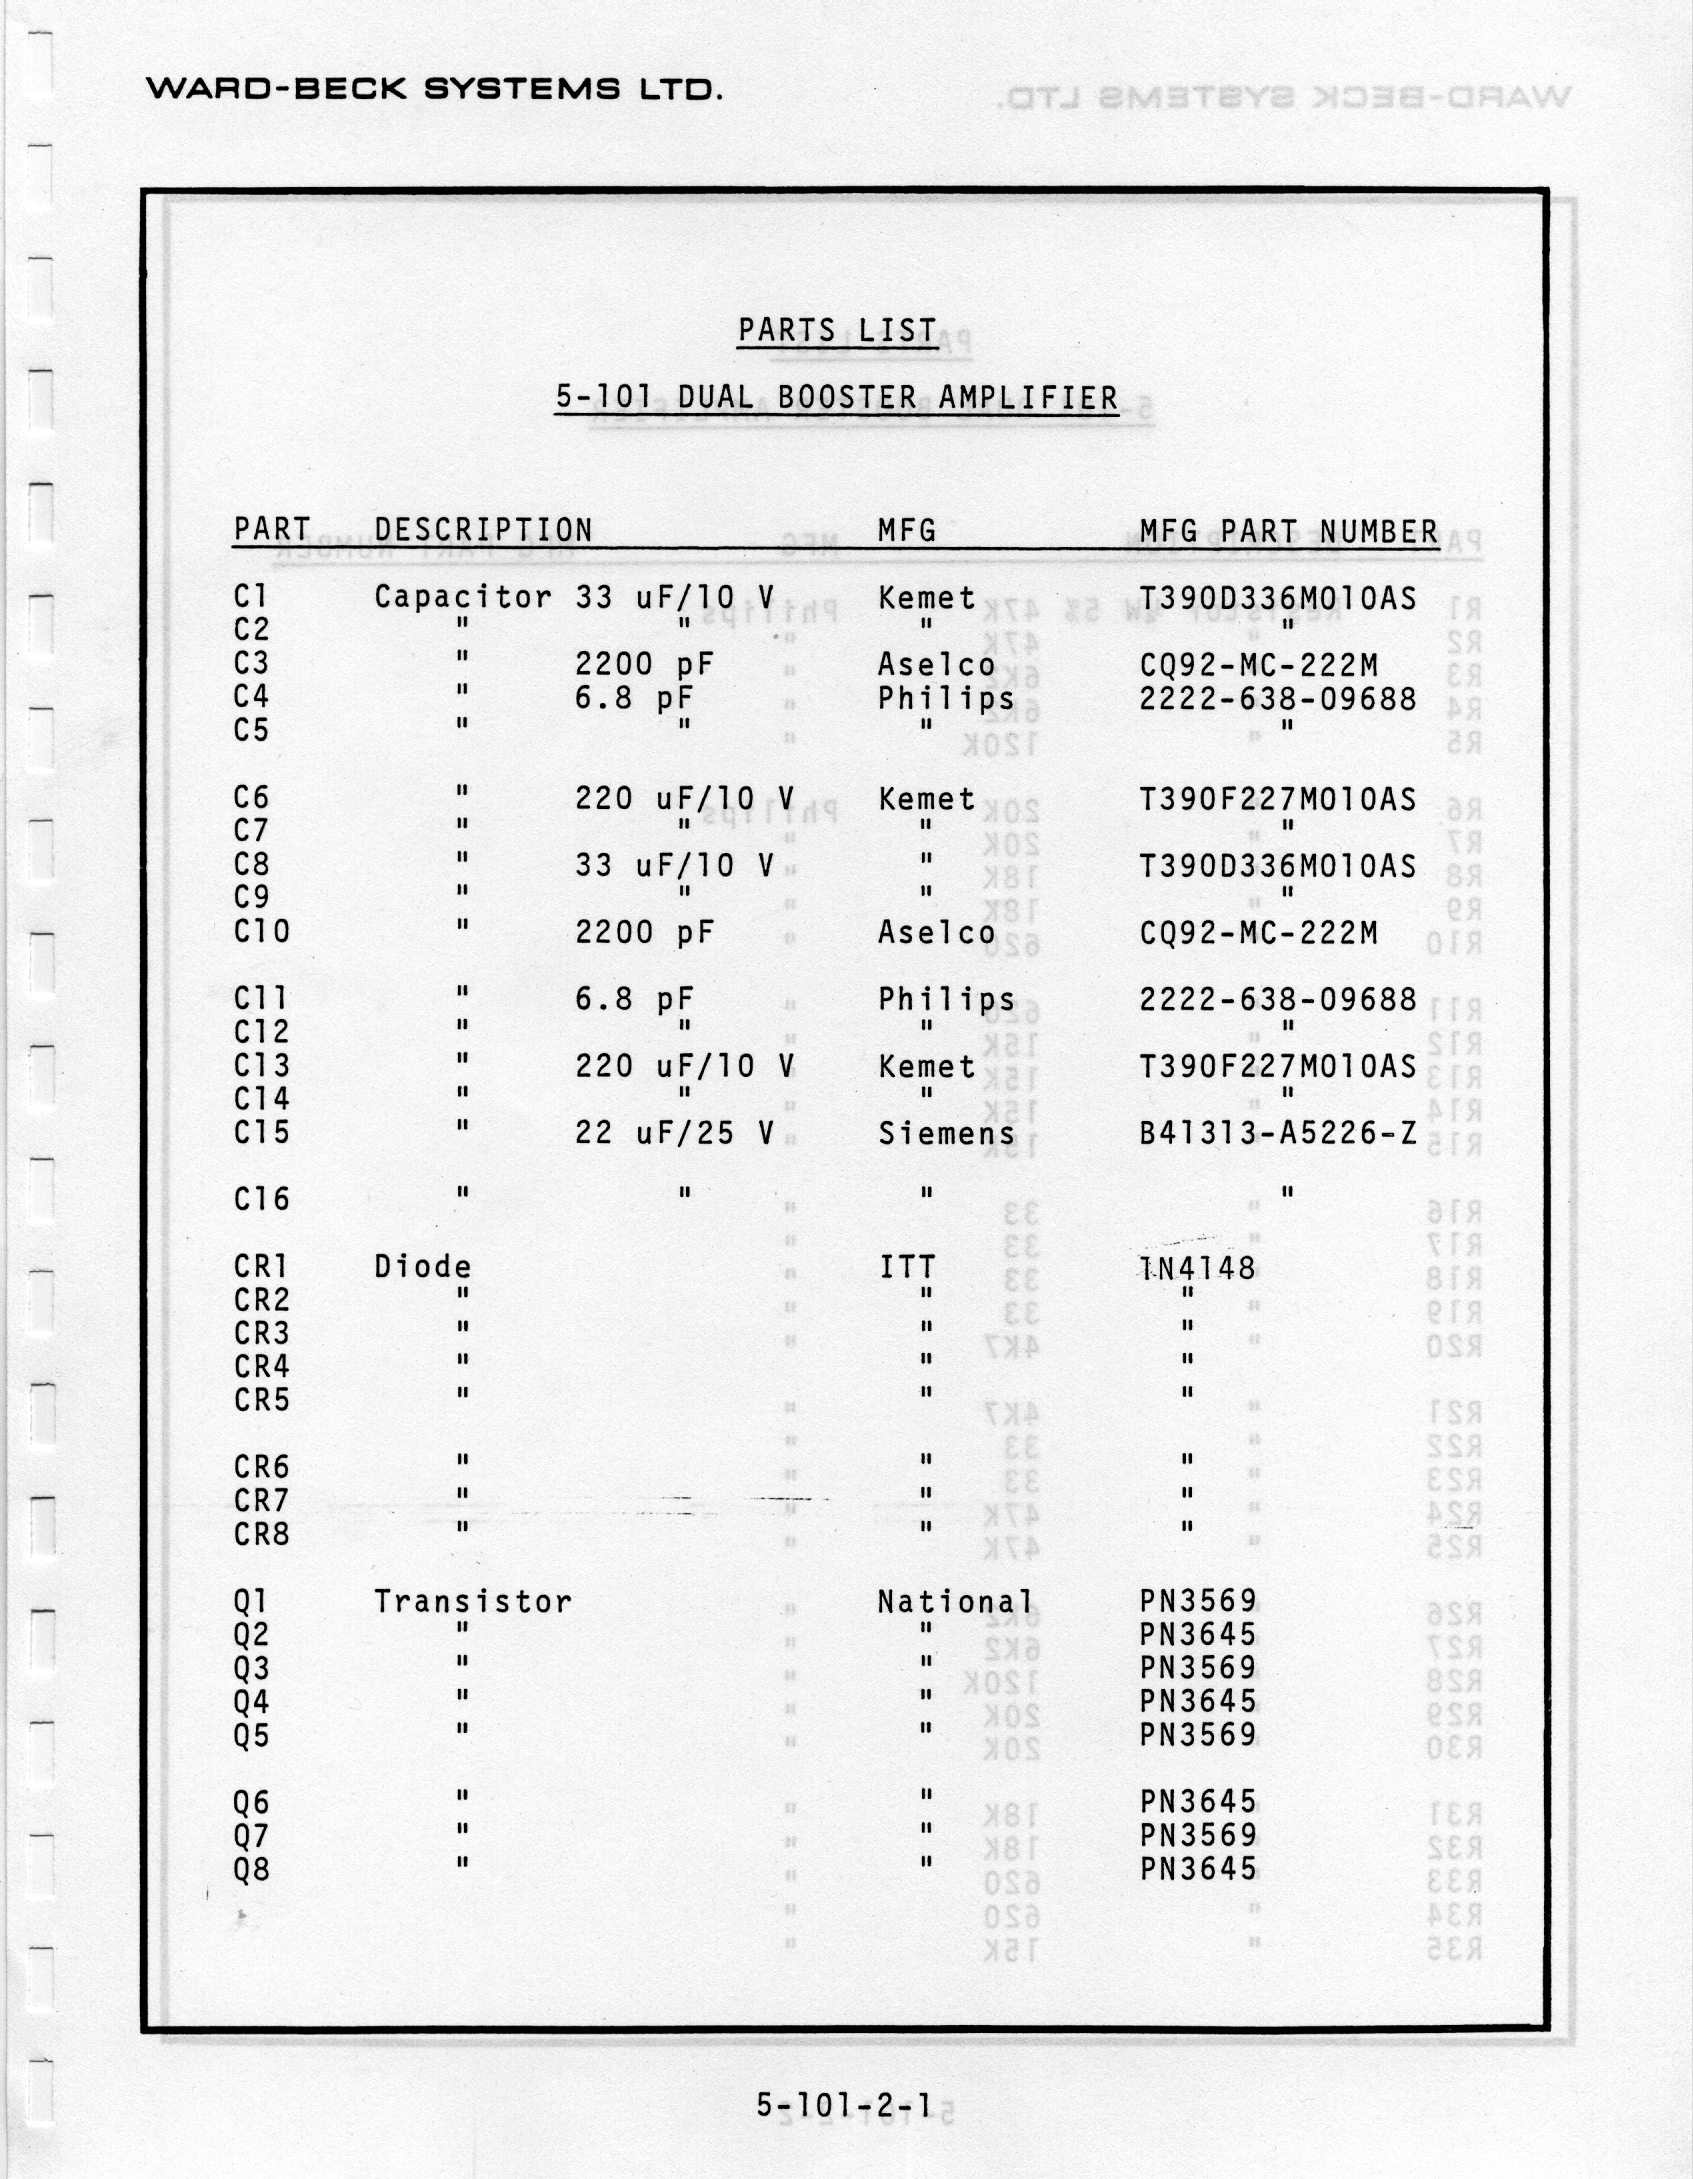 WARD-BECK SYSTEMS LTD.
PARTS LIST
5-101 DUAL BOOSTER AMPLIFIER
PART DESCRIPTION MFG MFG PART NUMBER
C1 Capacitor 33 uF/10 V Kemet T390D336M010AS
C2 " " " "
C3 " 2200 pF Aselco CQ92-MC-222M
C4 " 6.8 pF Philips 2222-638-09688
C5 " " " "
C6 " 220 uF/10 V Kemet T390F227M010AS
C7 " " " "
C8 " 33 uF/10 V " T390D336M010AS
C9 " " " "
C10 " 2200 pF Aselco CQ92-MC-222M
C11 " 6.8 pF Philips 2222-638-09688
C12 " " " "
C13 " 220 uF/10 V Kemet T390F227M010AS
C14 " " " "
C15 " 22 uF/25 V Siemens B41313-A5226-Z
C16 " " " "
CR1 Diode ITT 1N4148
CR2 " " "
CR3 " " "
CR4 " " "
CR5 " " "
CR6 " " "
CR7 " " "
CR8 " " "
Q1 Transistor National PN3569
Q2 " " PN3645
Q3 " " PN3569
Q4 " " PN3645
Q5 " " PN3569
Q6 " " PN3645
Q7 " " PN3569
Q8 " " PN3645
5-101-2-1